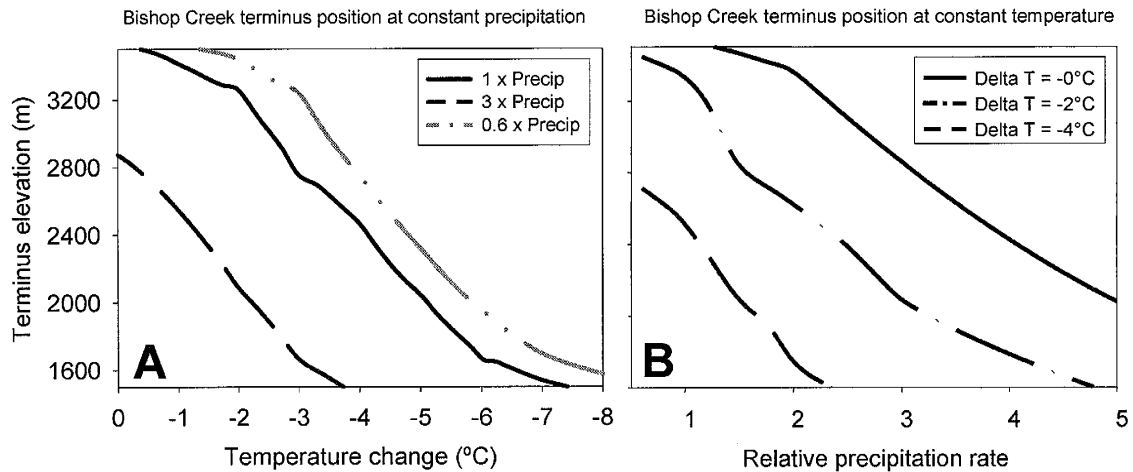 Bishop Creek terminus position at constant precipitation
Terminus elevation (m)
3200
2800
2400
2000
1600
1 x Precip
3 x Precip
0.6 x Precip
A
0 -1 -2 -3 -4 -5 -6 -7 -8
Temperature change (ºC)
Bishop Creek terminus position at constant temperature
Delta T = -0°C
Delta T = -2°C
Delta T = -4°C
B
1 2 3 4 5
Relative precipitation rate